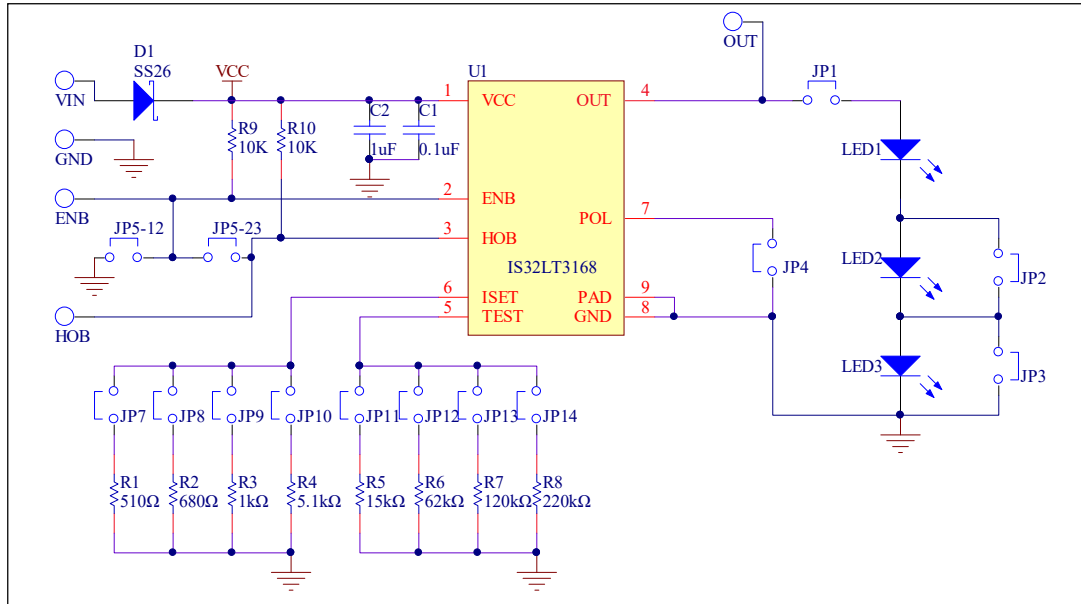 OUT
D1
SS26
VCC
U1
JP1
VIN
1
VCC
OUT
4
C2
C1
R9
10K
R10
10K
1uF
0.1uF
GND
LED1
2
ENB
ENB
POL
7
JP5-12
JP5-23
3
HOB
IS32LT3168
LED2
JP4
JP2
6
ISET
PAD
9
5
TEST
GND
8
HOB
LED3
JP3
JP7
JP8
JP9
JP10
JP11
JP12
JP13
JP14
R1
510Ω
R2
680Ω
R3
1kΩ
R4
5.1kΩ
R5
15kΩ
R6
62kΩ
R7
120kΩ
R8
220kΩ